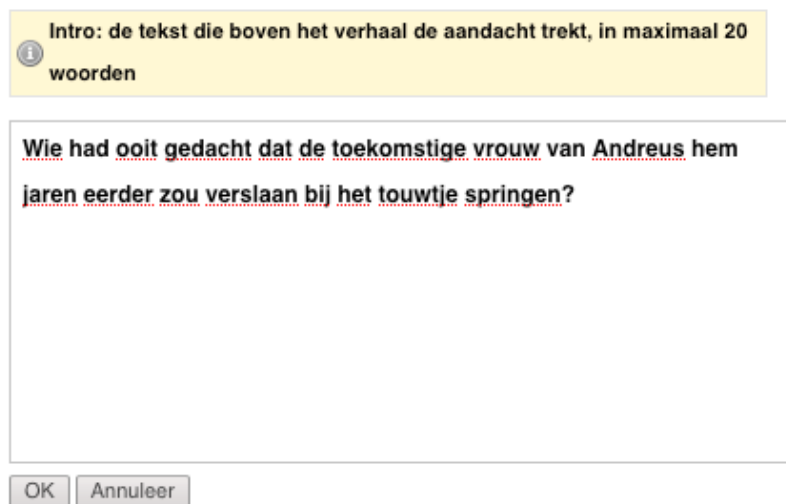 Intro: de tekst die boven het verhaal de aandacht trekt, in maximaal 20
woorden
Wie had ooit gedacht dat de toekomstige vrouw van Andreus hem
jaren eerder zou verslaan bij het touwtje springen?
OK Annuleer